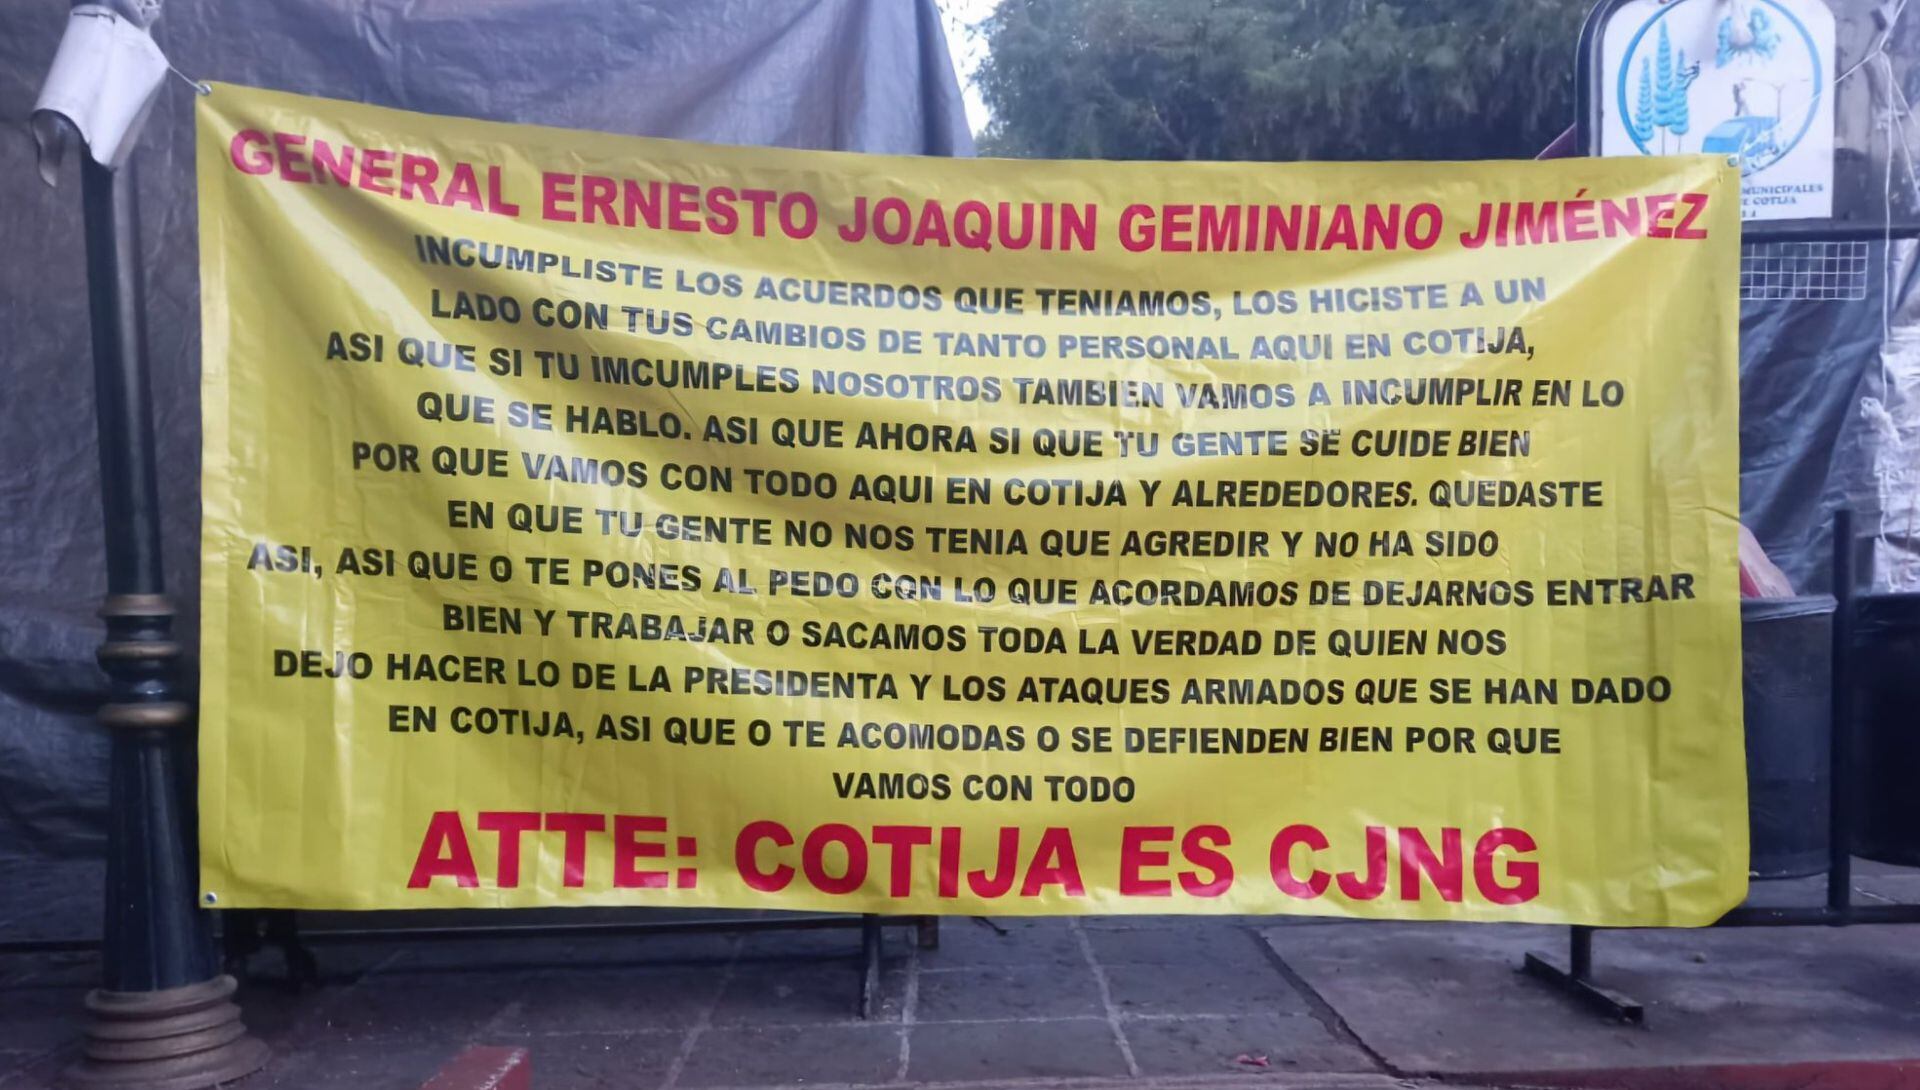 GENERAL ERNESTO JOAQUIN GEMINIANO JIMÉNEZ
INCUMPLISTE LOS ACUERDOS QUE TENIAMOS, LOS HICISTE A UN
LADO CON TUS CAMBIOS DE TANTO PERSONAL AQUI EN COTIJA,
ASI QUE SI TU IMCUMPLES NOSOTROS TAMBIEN VAMOS A INCUMPLIR EN LO
QUE SE HABLO. ASI QUE AHORA SI QUE TU GENTE SE CUIDE BIEN
POR QUE VAMOS CON TODO AQUI EN COTIJA Y ALREDEDORES. QUEDASTE
EN QUE TU GENTE NO NOS TENIA QUE AGREDIR Y NO HA SIDO
ASI, ASI QUE O TE PONES AL PEDO CON LO QUE ACORDAMOS DE DEJARNOS ENTRAR
BIEN Y TRABAJAR O SACAMOS TODA LA VERDAD DE QUIEN NOS
DEJO HACER LO DE LA PRESIDENTA Y LOS ATAQUES ARMADOS QUE SE HAN DADO
EN COTIJA, ASI QUE O TE ACOMODAS O SE DEFIENDEN BIEN POR QUE
VAMOS CON TODO
ATTE: COTIJA ES CJNG
MUNICIPALES
COTIJA